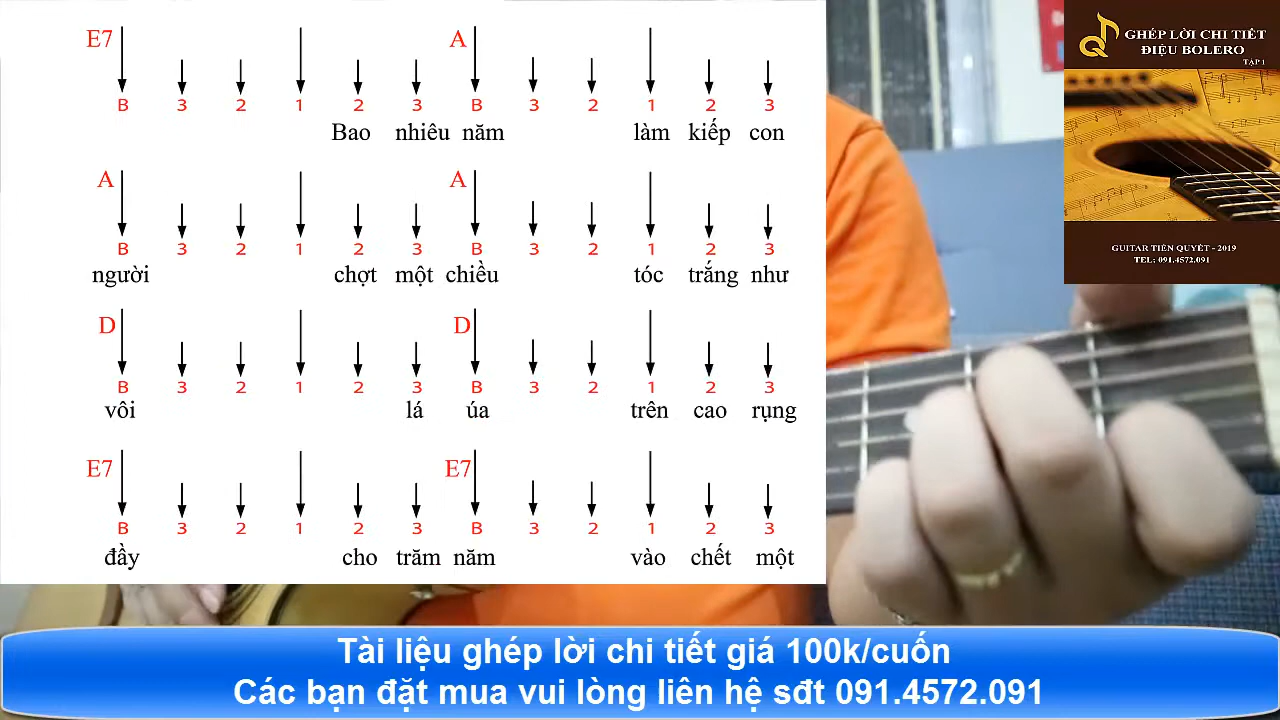 E7 A
B 3 2 1 2 3 B 3 2 1 2 3
Bao nhiêu năm làm kiếp con
A A
B 3 2 1 2 3 B 3 2 1 2 3
người chợt một chiều tóc trắng như
D D
B 3 2 1 2 3 B 3 2 1 2 3
vôi lá úa trên cao rụng
E7 E7
B 3 2 1 2 3 B 3 2 1 2 3
đầy cho trăm năm vào chết một
GHÉP LỜI CHI TIẾT
ĐIỆU BOLERO
TẬP 1
GUITAR TIẾN QUYẾT - 2019
TEL: 091.4572.091
Tài liệu ghép lời chi tiết giá 100k/cuốn
Các bạn đặt mua vui lòng liên hệ sđt 091.4572.091